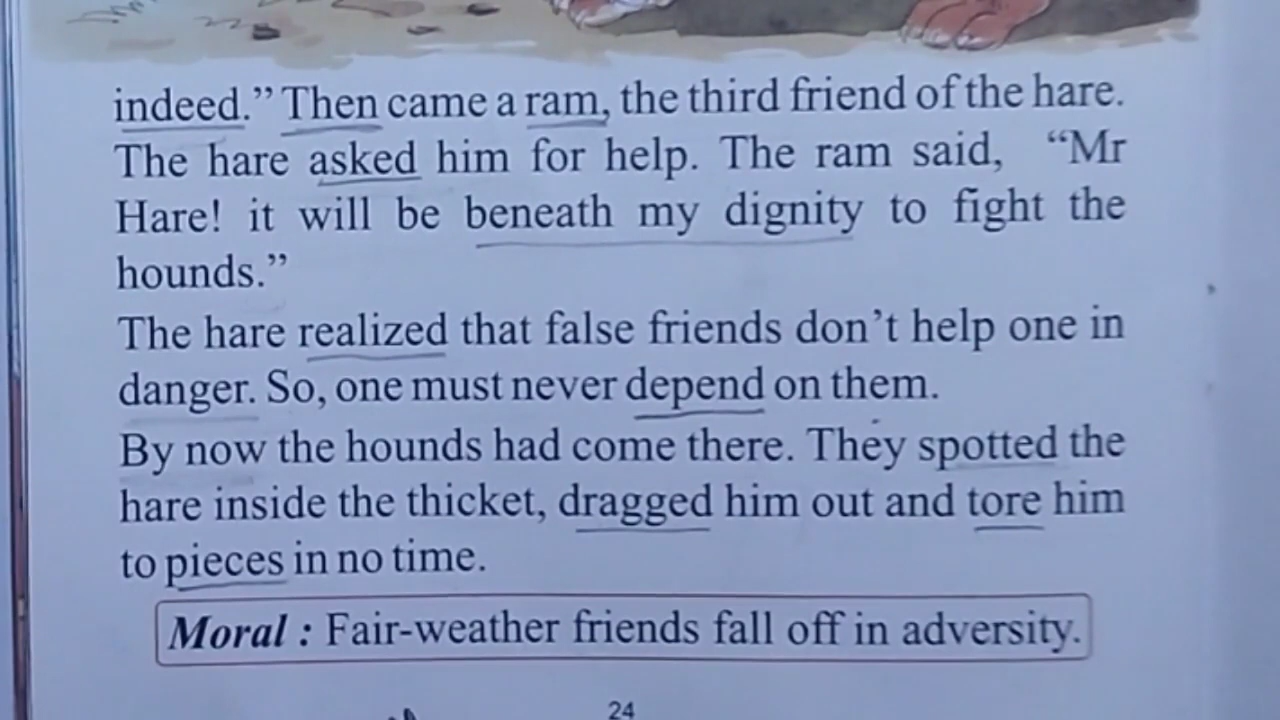 indeed.” Then came a ram, the third friend of the hare.
The hare asked him for help. The ram said, “Mr
Hare! it will be beneath my dignity to fight the
hounds.”
The hare realized that false friends don’t help one in
danger. So, one must never depend on them.
By now the hounds had come there. They spotted the
hare inside the thicket, dragged him out and tore him
to pieces in no time.
Moral : Fair-weather friends fall off in adversity.
24